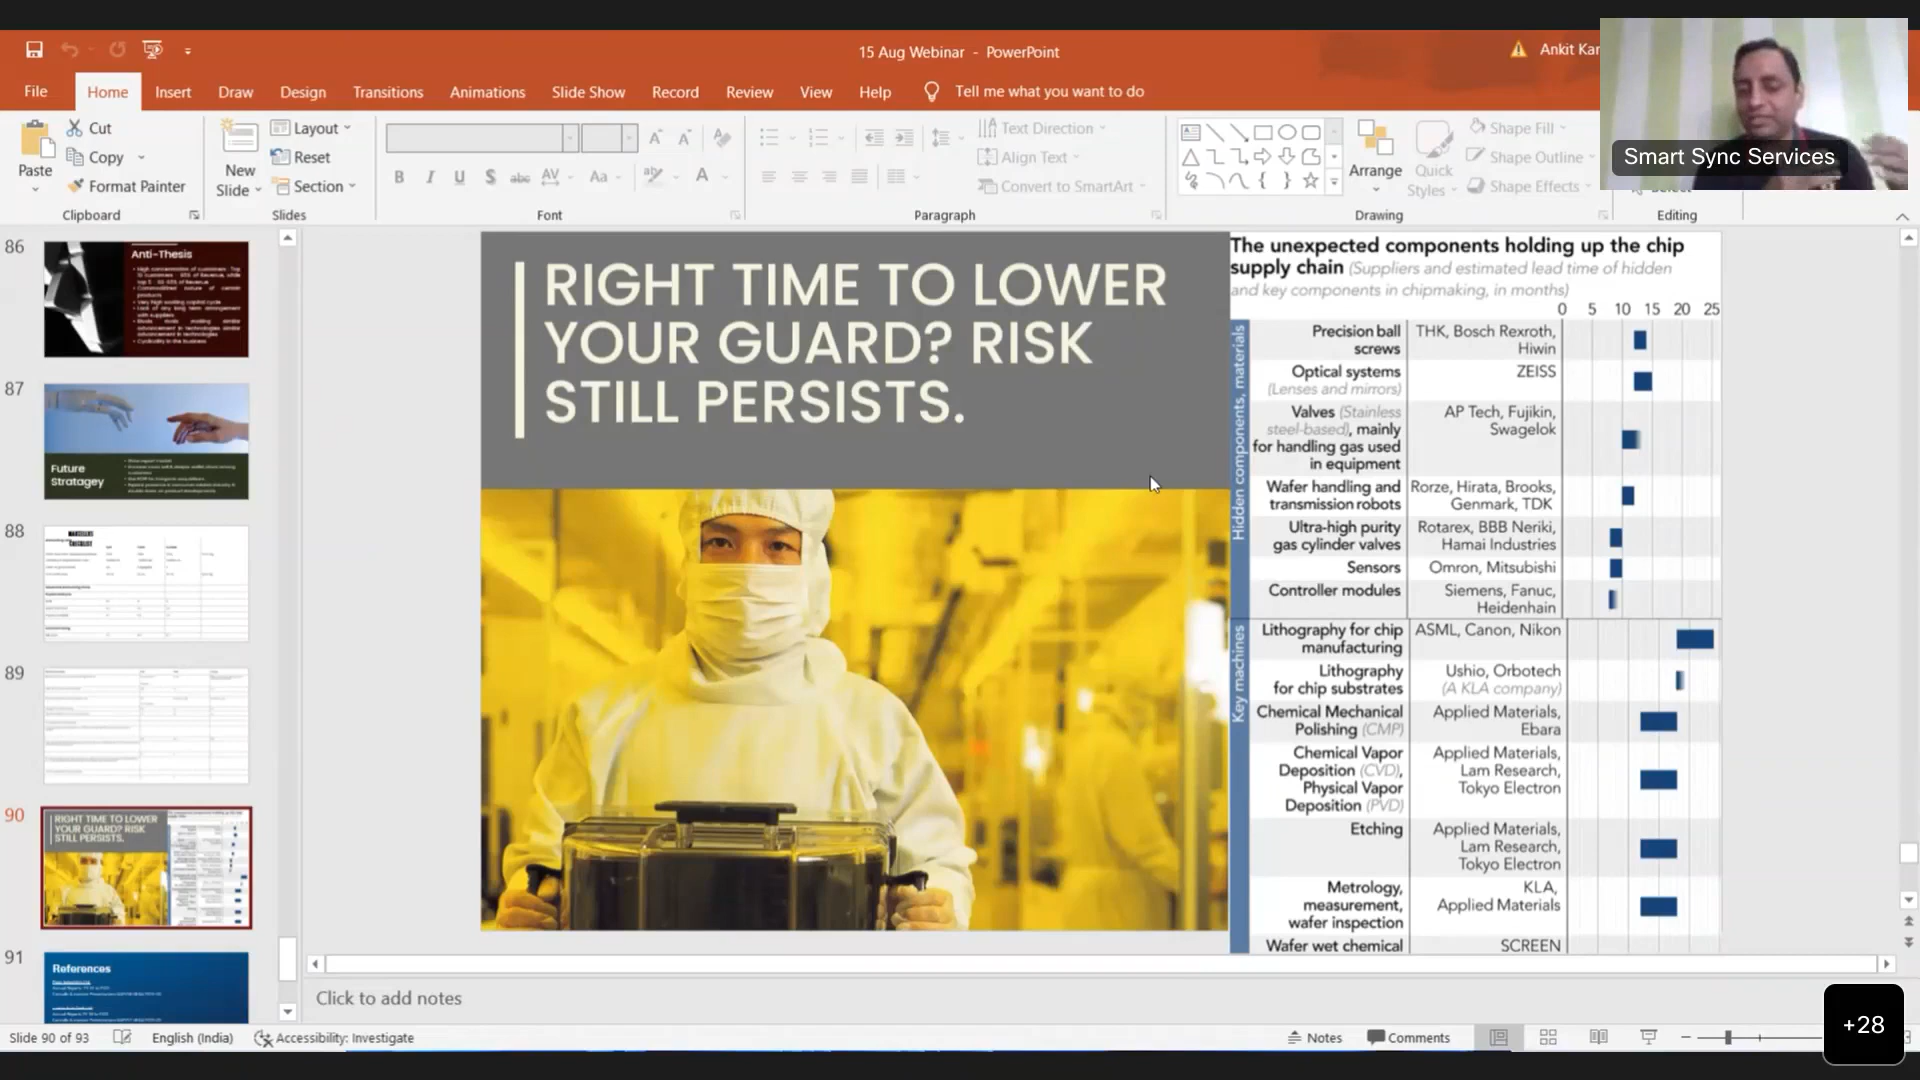 15 Aug Webinar - PowerPoint
Ankit Kar
File Home Insert Draw Design Transitions Animations Slide Show Record Review View Help Tell me what you want to do
Smart Sync Services
Paste
Cut
Copy
Format Painter
Clipboard
New
Slide
Layout
Reset
Section
Slides
Font
Text Direction
Align Text
Convert to SmartArt
Paragraph
Arrange
Quick
Styles
Shape Fill
Shape Outline
Shape Effects
Drawing
Editing
86
Anti-Thesis
87
Future
Stratagey
88
89
90
RIGHT TIME TO LOWER
YOUR GUARD? RISK
STILL PERSISTS.
91
References
RIGHT TIME TO LOWER
YOUR GUARD? RISK
STILL PERSISTS.
The unexpected components holding up the chip
supply chain (Suppliers and estimated lead time of hidden
and key components in chipmaking, in months)
0 5 10 15 20 25
Hidden components, materials
Precision ball
screws
THK, Bosch Rexroth,
Hiwin
Optical systems
(Lenses and mirrors)
ZEISS
Valves (Stainless
steel-based), mainly
for handling gas used
in equipment
AP Tech, Fujikin,
Swagelok
Wafer handling and
transmission robots
Rorze, Hirata, Brooks,
Genmark, TDK
Ultra-high purity
gas cylinder valves
Rotarex, BBB Neriki,
Hamai Industries
Sensors
Omron, Mitsubishi
Controller modules
Siemens, Fanuc,
Heidenhain
Key machines
Lithography for chip
manufacturing
ASML, Canon, Nikon
Lithography
for chip substrates
Ushio, Orbotech
(A KLA company)
Chemical Mechanical
Polishing (CMP)
Applied Materials,
Ebara
Chemical Vapor
Deposition (CVD),
Physical Vapor
Deposition (PVD)
Applied Materials,
Lam Research,
Tokyo Electron
Etching
Applied Materials,
Lam Research,
Tokyo Electron
Metrology,
measurement,
wafer inspection
KLA,
Applied Materials
Wafer wet chemical
SCREEN
Click to add notes
Slide 90 of 93
English (India)
Accessibility: Investigate
Notes
Comments
+28